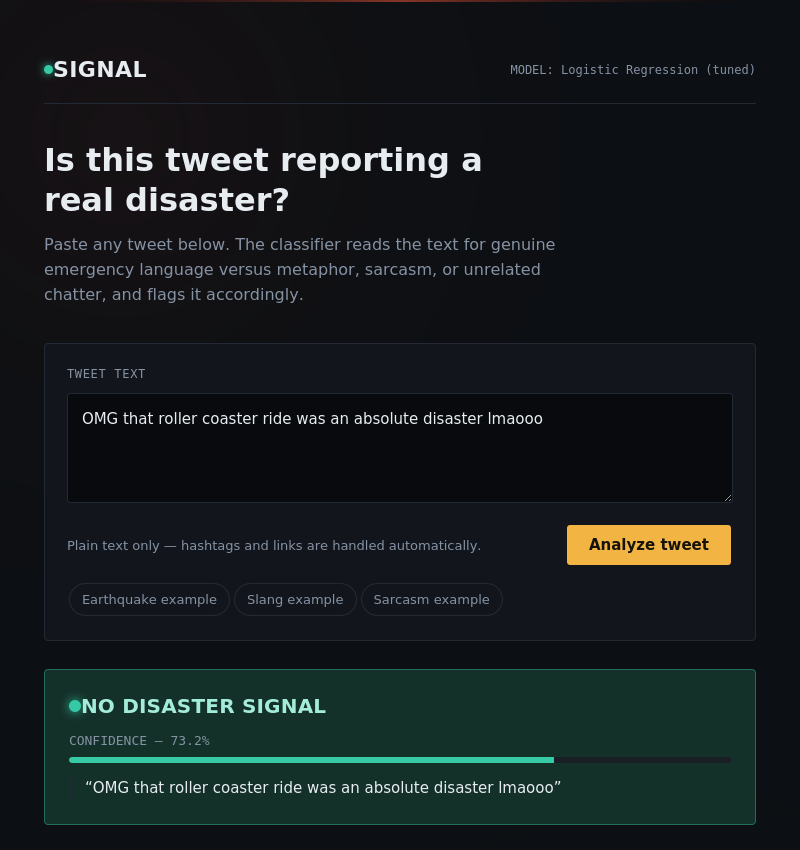 SIGNAL
MODEL: Logistic Regression (tuned)
Is this tweet reporting a
real disaster?
Paste any tweet below. The classifier reads the text for genuine
emergency language versus metaphor, sarcasm, or unrelated
chatter, and flags it accordingly.
TWEET TEXT
OMG that roller coaster ride was an absolute disaster lmaooo
Plain text only — hashtags and links are handled automatically.
Analyze tweet
Earthquake example
Slang example
Sarcasm example
NO DISASTER SIGNAL
CONFIDENCE — 73.2%
“OMG that roller coaster ride was an absolute disaster lmaooo”